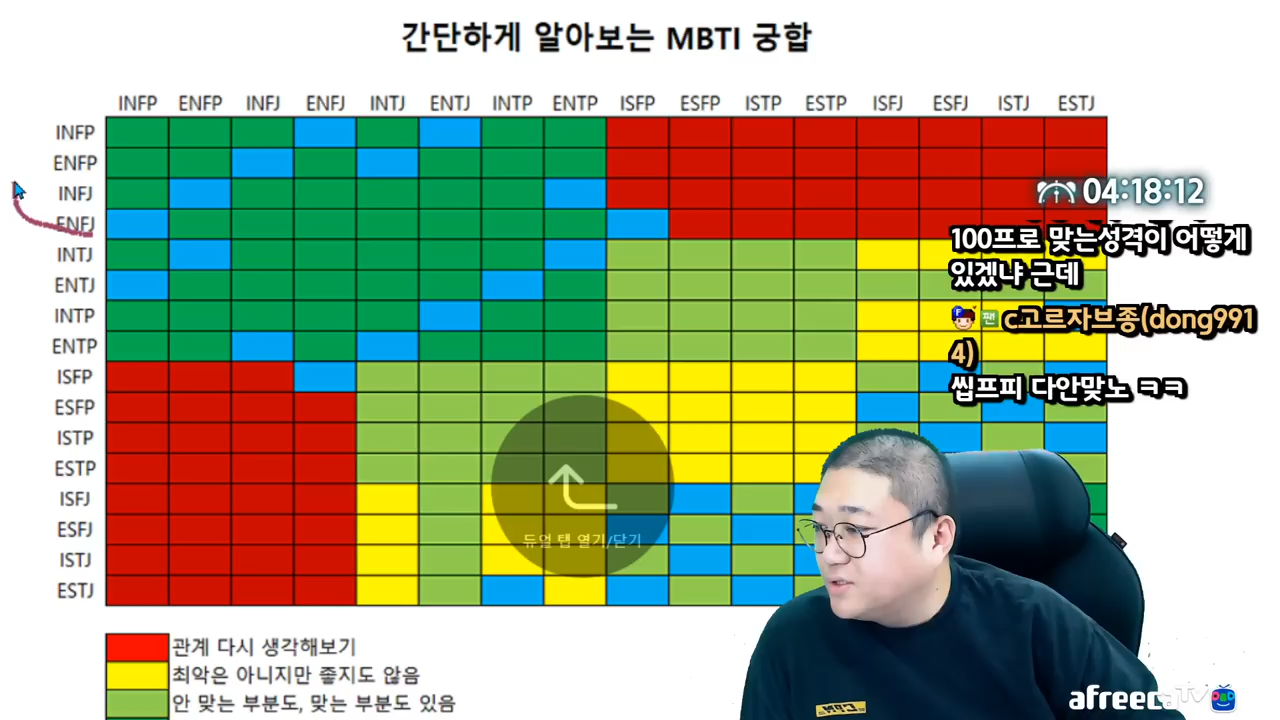 간단하게 알아보는 MBTI 궁합
INFP ENFP INFJ ENFJ INTJ ENTJ INTP ENTP ISFP ESFP ISTP ESTP ISFJ ESFJ ISTJ ESTJ
INFP
ENFP
INFJ
ENFJ
INTJ
ENTJ
INTP
ENTP
ISFP
ESFP
ISTP
ESTP
ISFJ
ESFJ
ISTJ
ESTJ
04:18:12
100프로 맞는성격이 어떻게
있겠냐 근데
팬 c고르자브종(dong991
4)
씹프피 다안맞노 ㅋㅋ
듀얼 탭 열기/닫기
관계 다시 생각해보기
최악은 아니지만 좋지도 않음
안 맞는 부분도, 맞는 부분도 있음
afreecaTV